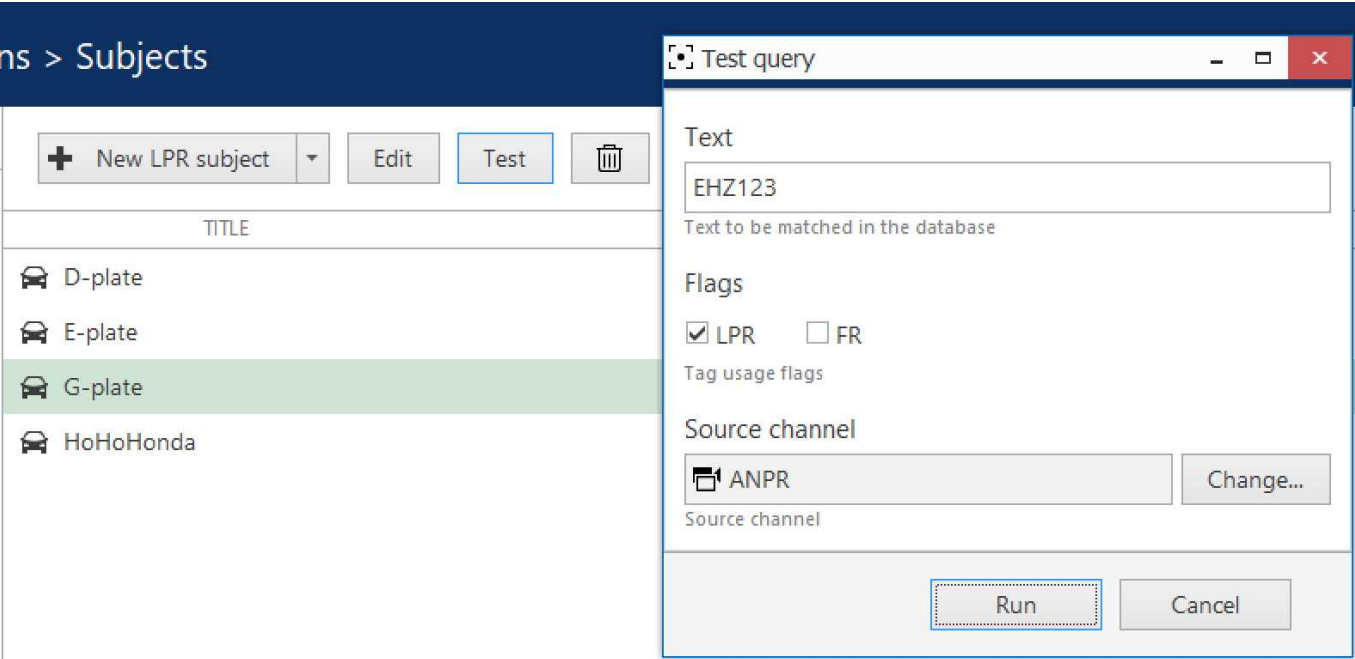 ns > Subjects
New LPR subject
Edit
Test
TITLE
D-plate
E-plate
G-plate
HoHoHonda
Test query
Text
EHZ123
Text to be matched in the database
Flags
LPR FR
Tag usage flags
Source channel
ANPR Change...
Source channel
Run Cancel